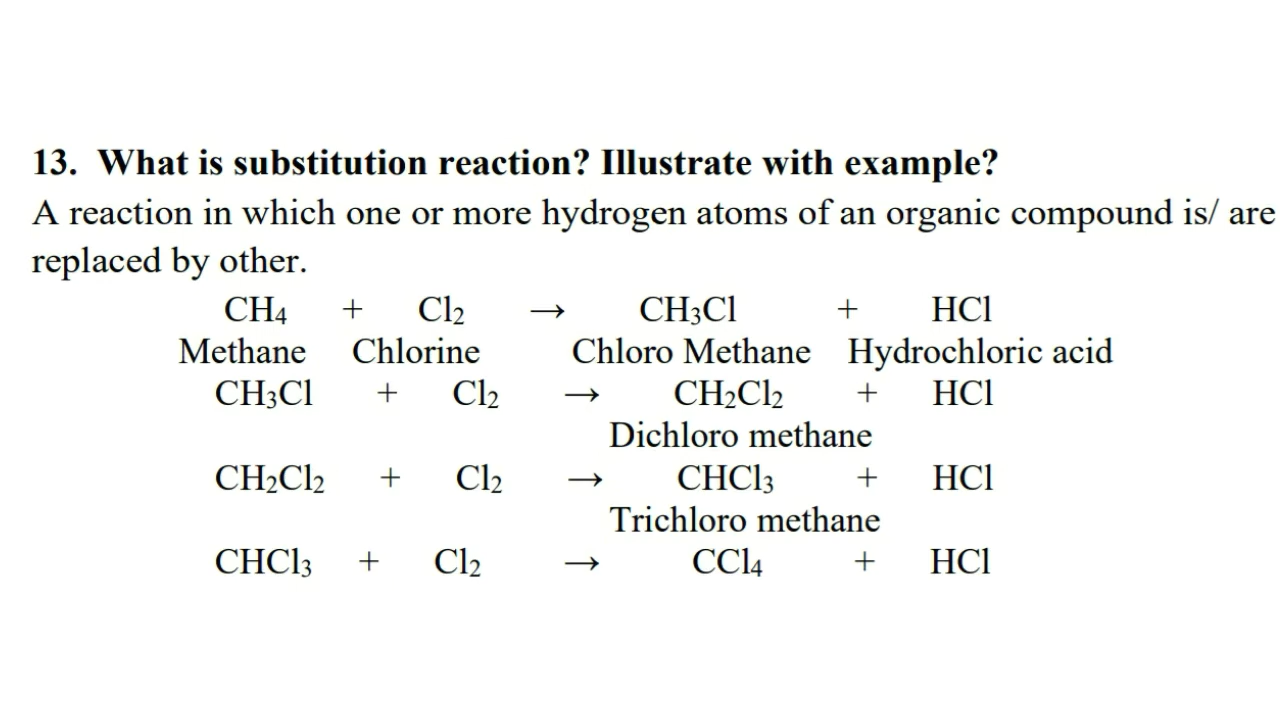 13. What is substitution reaction? Illustrate with example?
A reaction in which one or more hydrogen atoms of an organic compound is/ are
replaced by other.
CH₄ + Cl₂ → CH₃Cl + HCl
Methane Chlorine Chloro Methane Hydrochloric acid
CH₃Cl + Cl₂ → CH₂Cl₂ + HCl
Dichloro methane
CH₂Cl₂ + Cl₂ → CHCl₃ + HCl
Trichloro methane
CHCl₃ + Cl₂ → CCl₄ + HCl